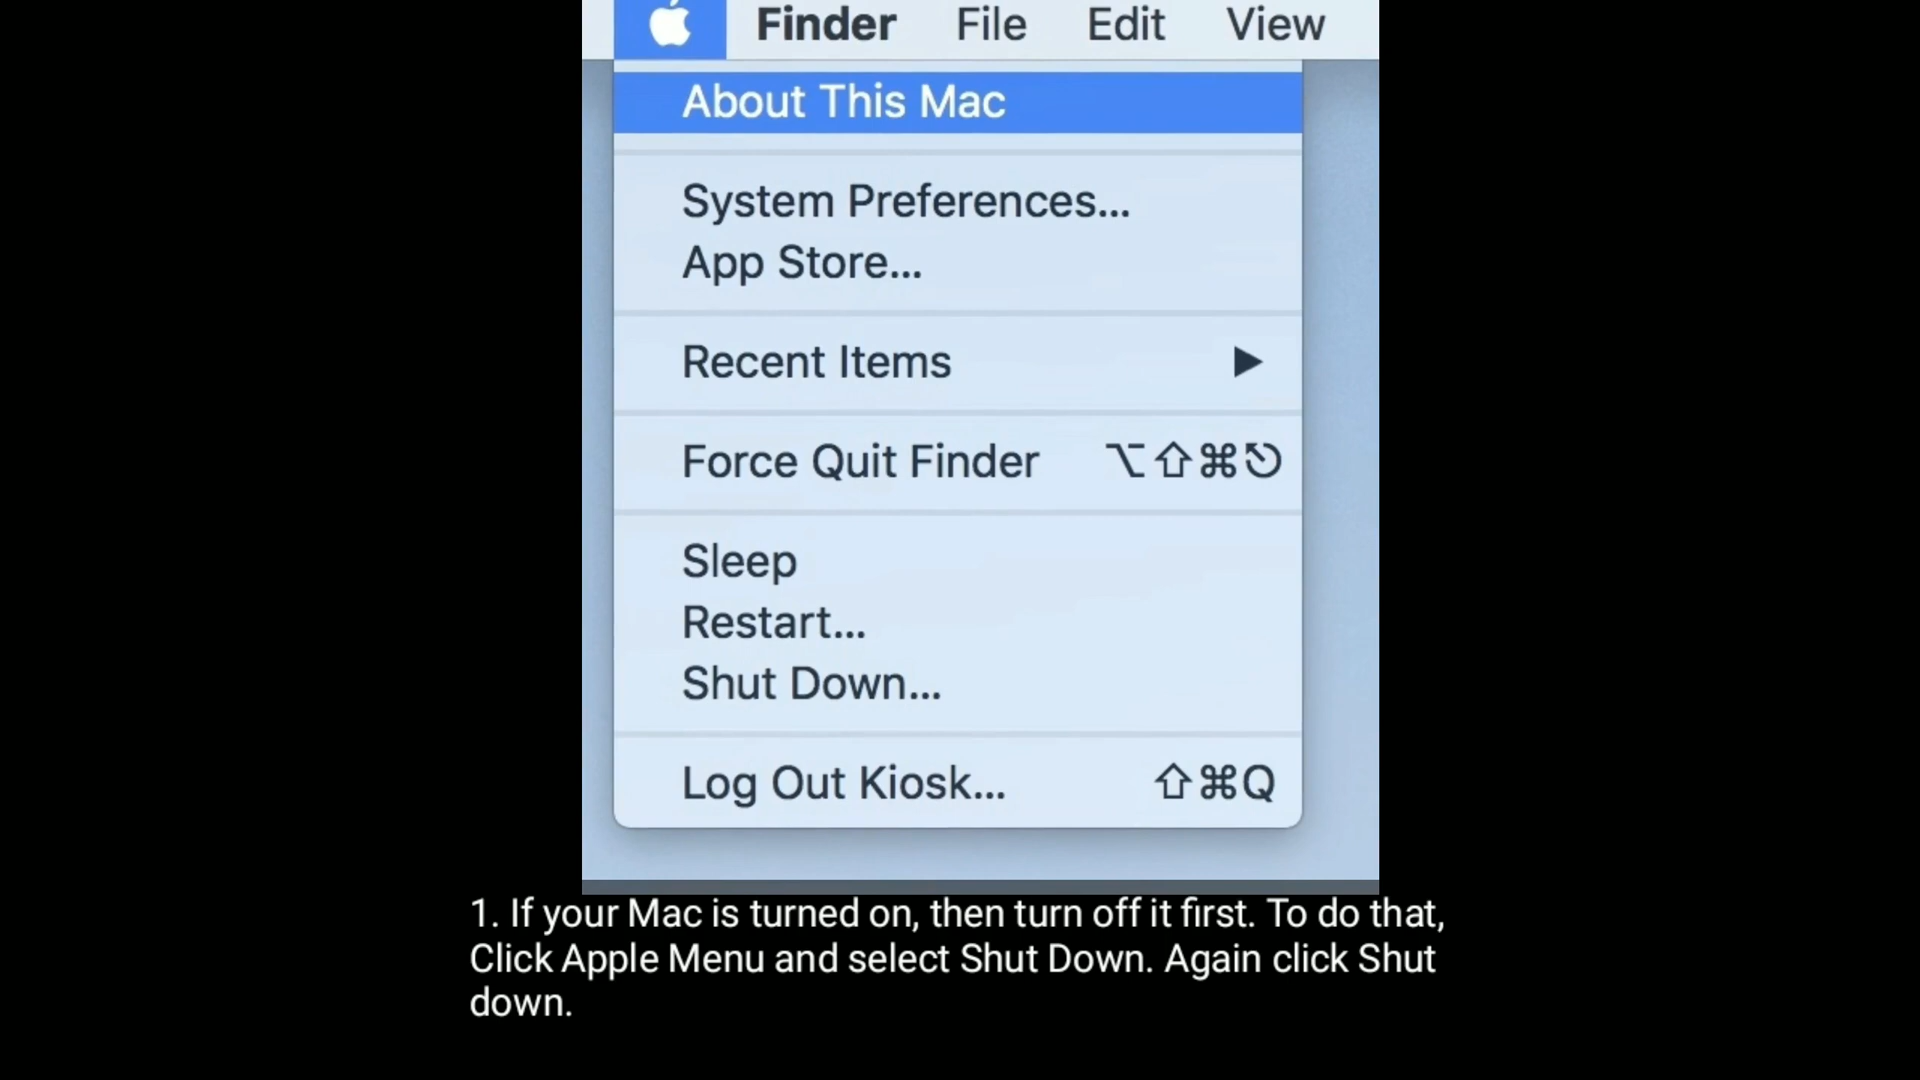 Finder File Edit View
About This Mac
System Preferences...
App Store...
Recent Items ▶
Force Quit Finder ⌥⇧⌘⎋
Sleep
Restart...
Shut Down...
Log Out Kiosk... ⇧⌘Q
1. If your Mac is turned on, then turn off it first. To do that,
Click Apple Menu and select Shut Down. Again click Shut
down.